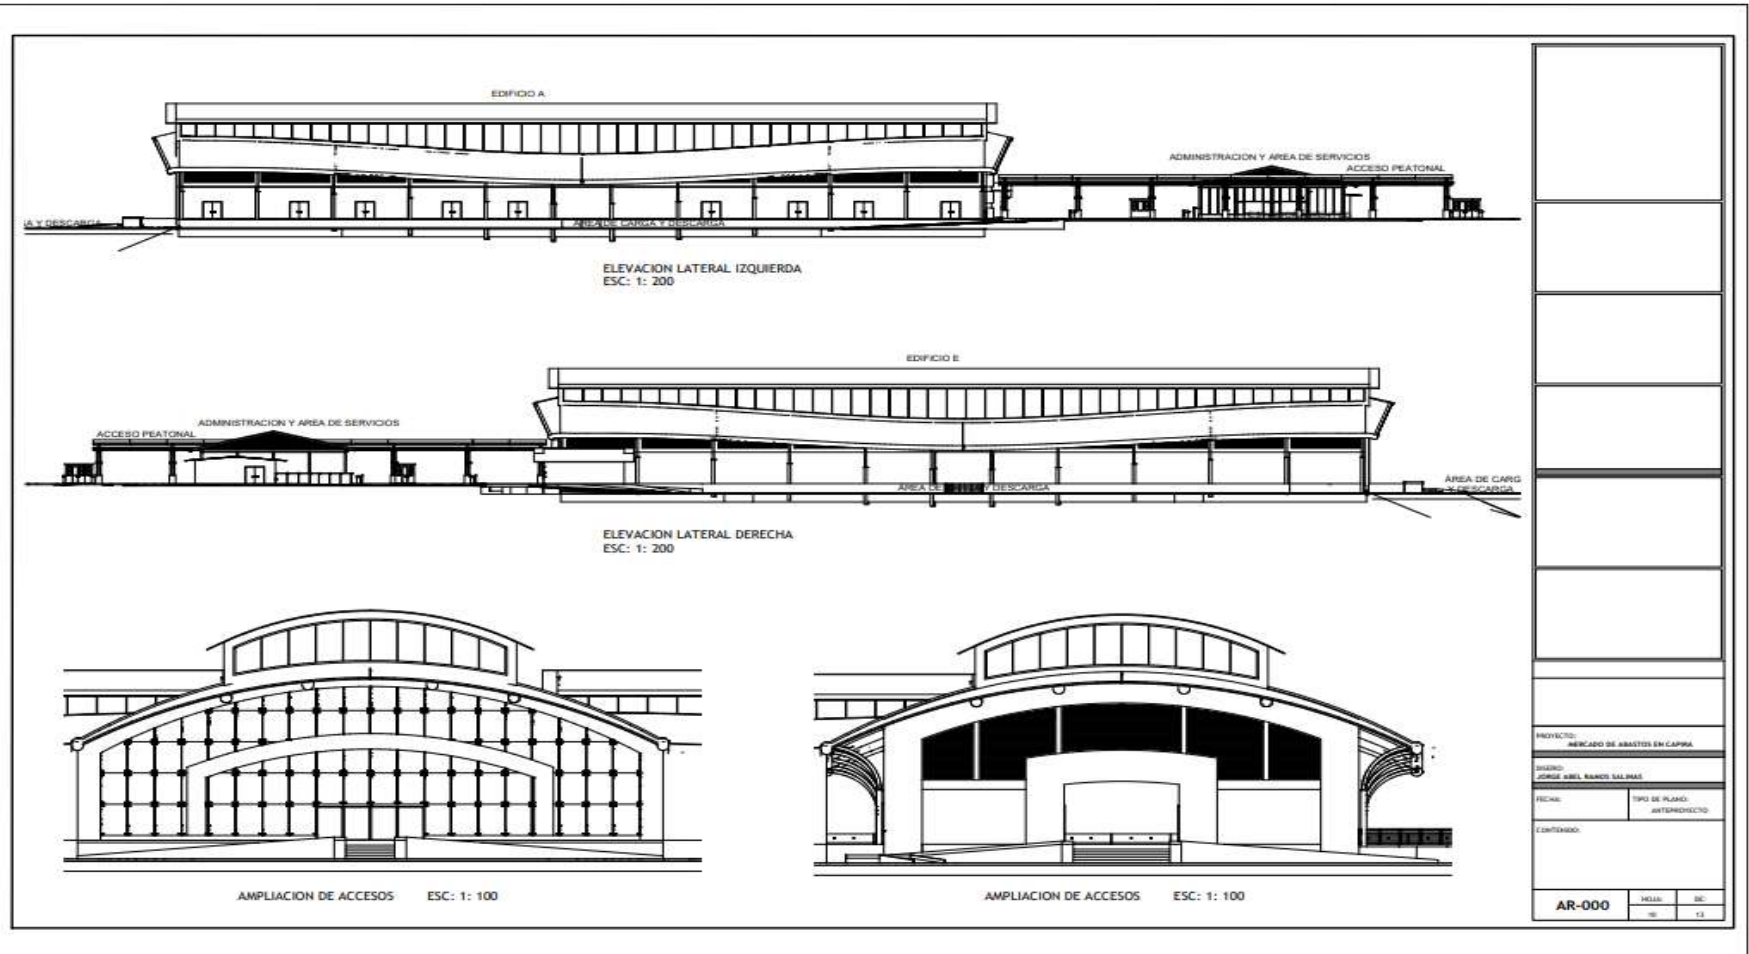 EDIFICIO A
ADMINISTRACION Y AREA DE SERVICIOS
ACCESO PEATONAL
A Y DESCARGA
AREA DE CARGA Y DESCARGA
ELEVACION LATERAL IZQUIERDA
ESC: 1: 200
EDIFICIO E
ADMINISTRACION Y AREA DE SERVICIOS
ACCESO PEATONAL
ÁREA DE CARG
Y DESCARGA
AREA DE Y DESCARGA
ELEVACION LATERAL DERECHA
ESC: 1: 200
AMPLIACION DE ACCESOS ESC: 1: 100
AMPLIACION DE ACCESOS ESC: 1: 100
PROYECTO:
MERCADO DE ABASTOS EN CAPIRA
DISEÑO:
JORGE ABEL RAMOS SALINAS
FECHA:
TIPO DE PLANO:
ANTEPROYECTO
CONTENIDO:
AR-000
HOJA:
DE:
10
13